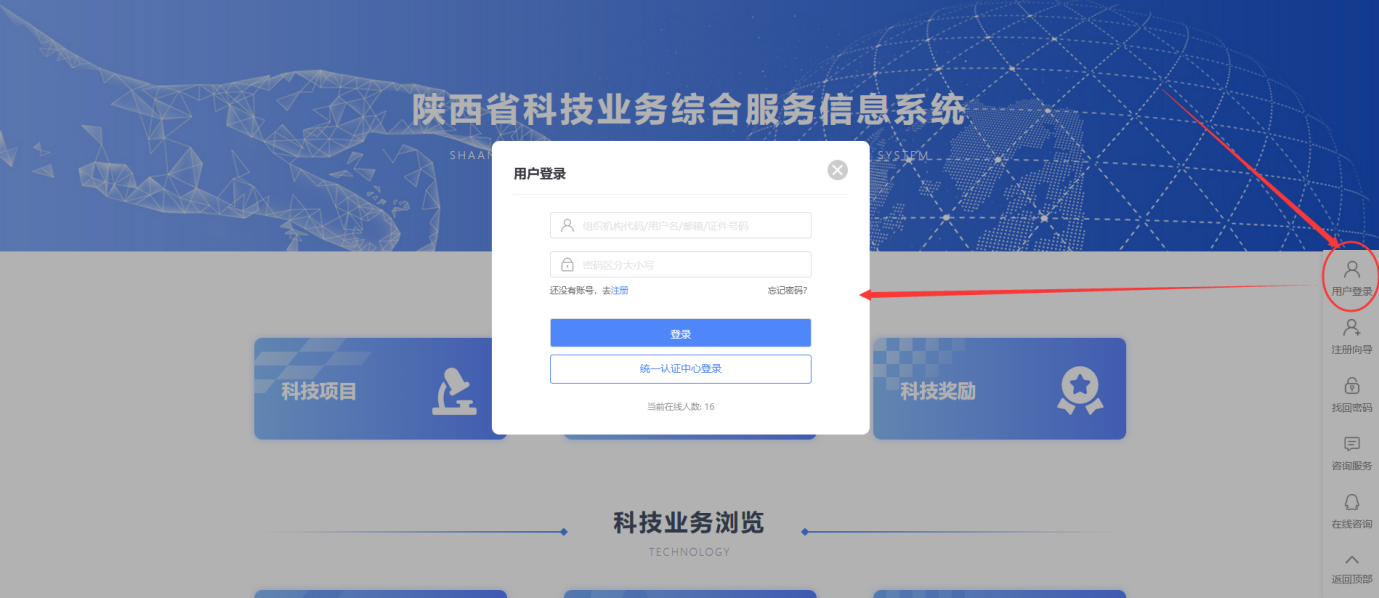 陕西省科技业务综合服务信息系统
SHAAN
SYSTEM
用户登录
组织机构代码/用户名/邮箱/证件号码
密码区分大小写
还没有账号，去注册
忘记密码?
登录
统一认证中心登录
当前在线人数: 16
科技项目
科技奖励
科技业务浏览
TECHNOLOGY
用户登录
注册向导
找回密码
咨询服务
在线咨询
返回顶部